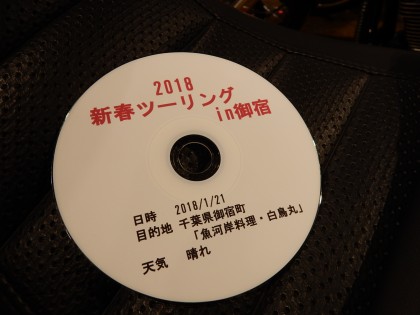 2018
新春ツーリング
in御宿
日時 2018/1/21
目的地 千葉県御宿町
「魚河岸料理・白鳥丸」
天気 晴れ